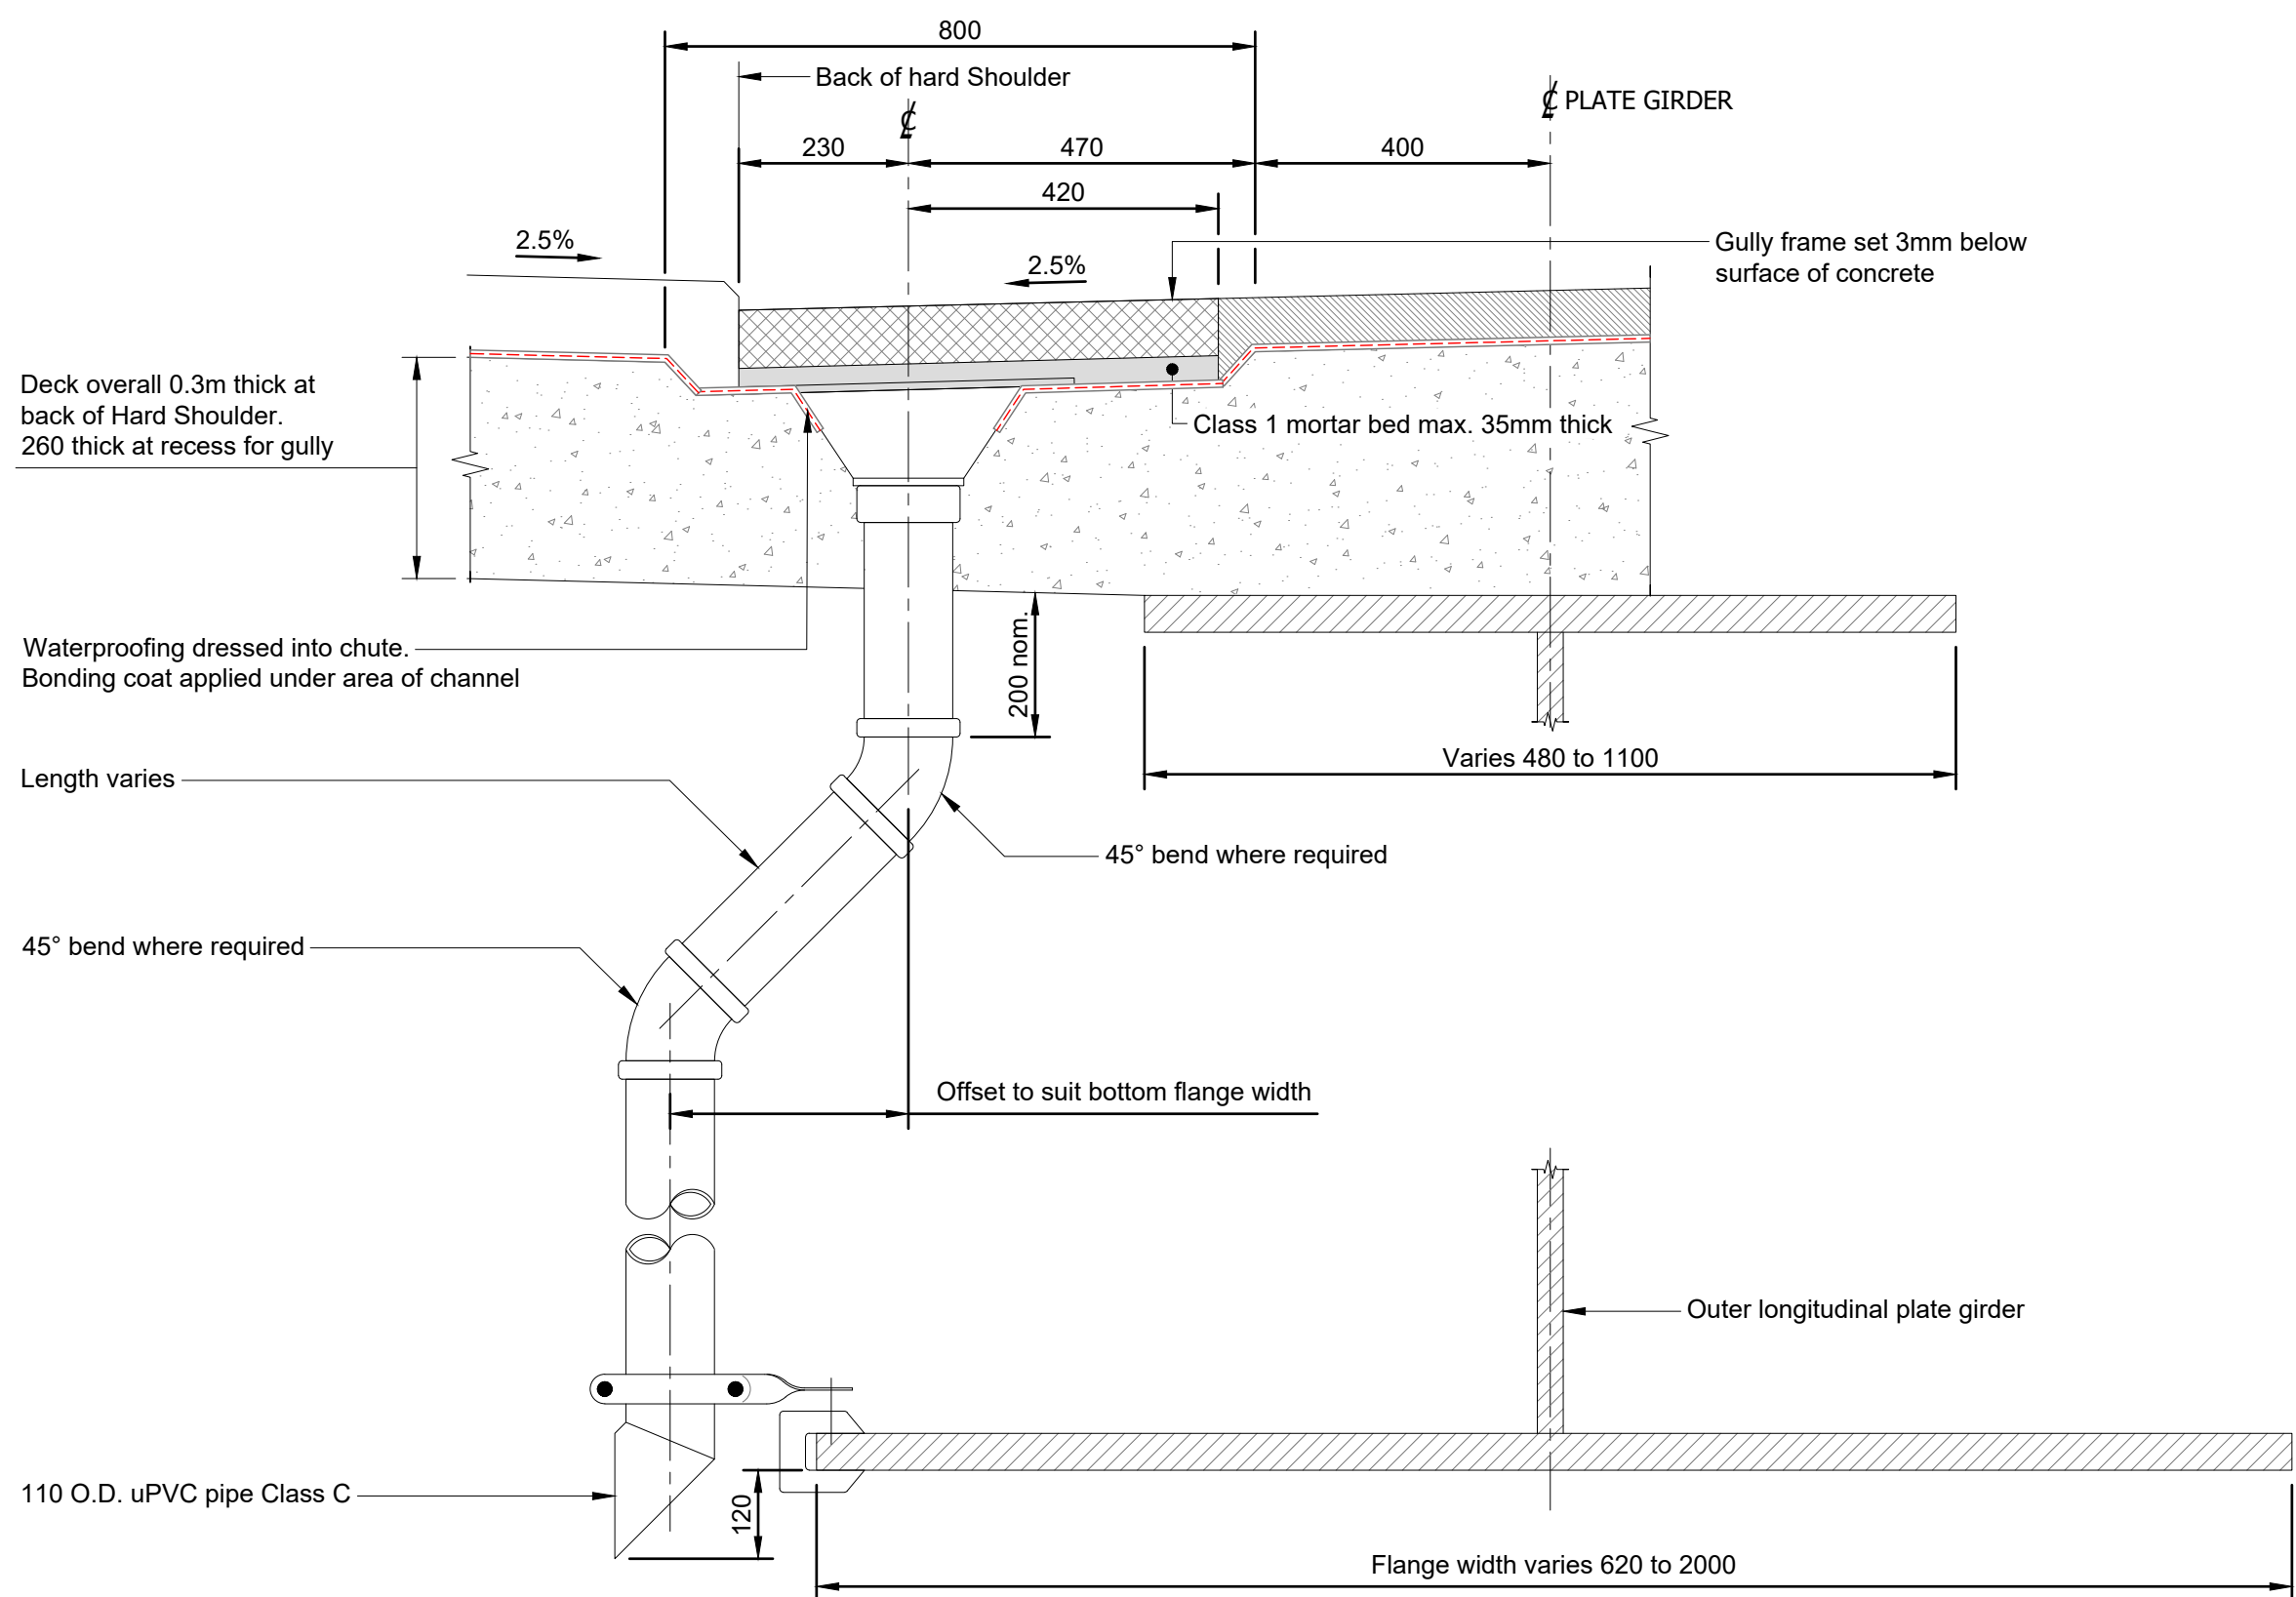 800
Back of hard Shoulder
℄
℄ PLATE GIRDER
230
470
400
420
2.5%
2.5%
Gully frame set 3mm below
surface of concrete
Deck overall 0.3m thick at
back of Hard Shoulder.
260 thick at recess for gully
Class 1 mortar bed max. 35mm thick
Waterproofing dressed into chute.
Bonding coat applied under area of channel
200 nom.
Varies 480 to 1100
Length varies
45° bend where required
45° bend where required
Offset to suit bottom flange width
Outer longitudinal plate girder
110 O.D. uPVC pipe Class C
120
Flange width varies 620 to 2000